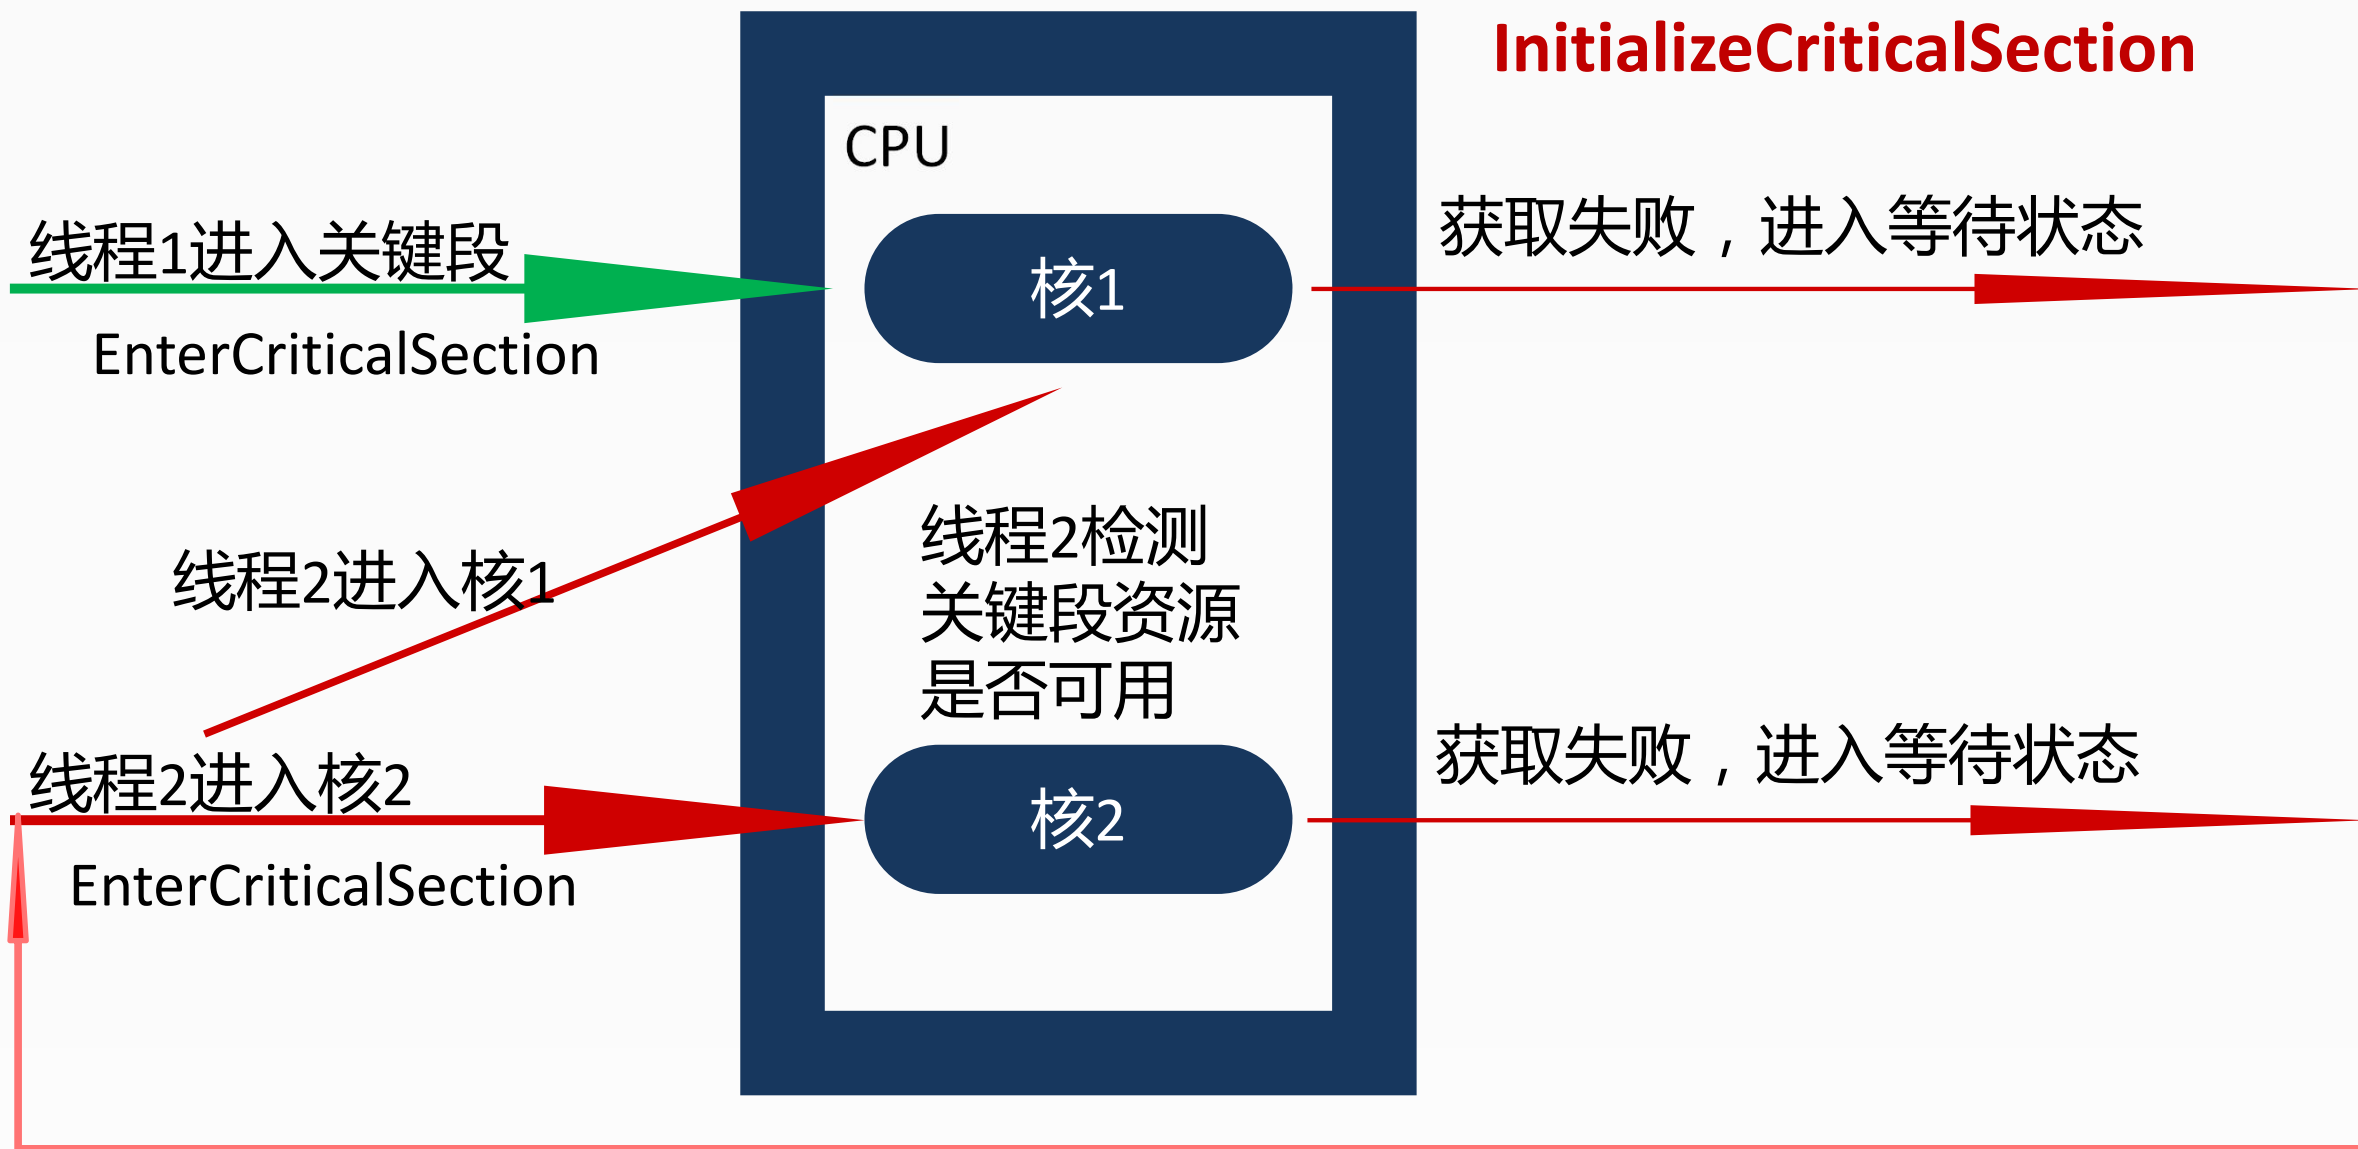 InitializeCriticalSection
CPU
线程1进入关键段
核1
获取失败，进入等待状态
EnterCriticalSection
线程2检测
关键段资源
是否可用
线程2进入核1
线程2进入核2
核2
获取失败，进入等待状态
EnterCriticalSection